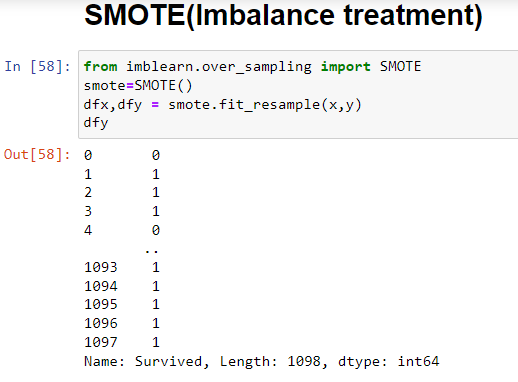 SMOTE(Imbalance treatment)
In [58]: from imblearn.over_sampling import SMOTE
smote=SMOTE()
dfx,dfy = smote.fit_resample(x,y)
dfy
Out[58]: 0 0
1 1
2 1
3 1
4 0
..
1093 1
1094 1
1095 1
1096 1
1097 1
Name: Survived, Length: 1098, dtype: int64